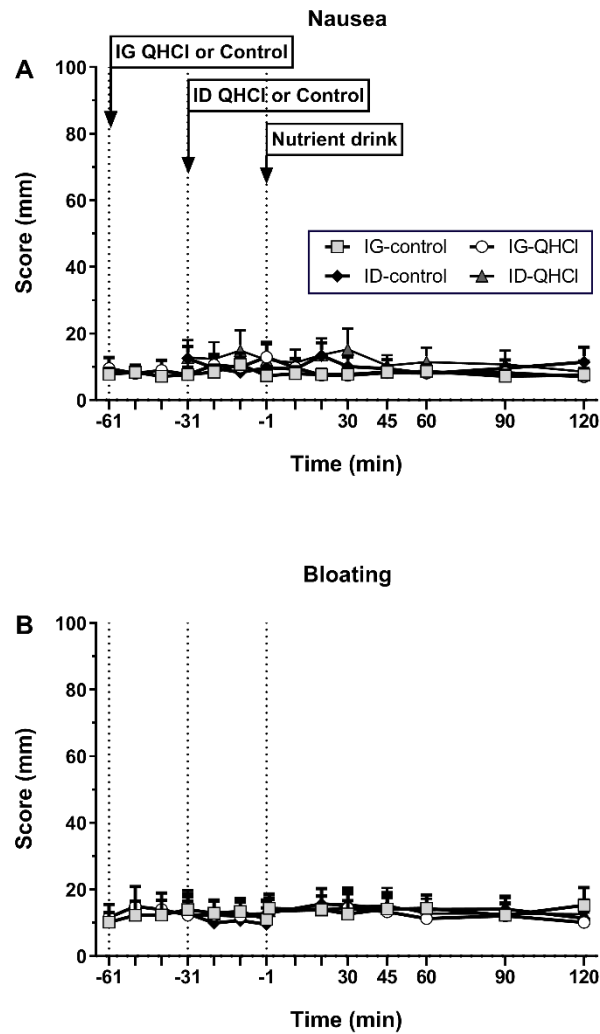 Nausea
A
IG QHCl or Control
ID QHCl or Control
Nutrient drink
IG-control IG-QHCl
ID-control ID-QHCl
Score (mm)
100
80
60
40
20
0
-61 -31 -1 30 45 60 90 120
Time (min)
Bloating
B
Score (mm)
100
80
60
40
20
0
-61 -31 -1 30 45 60 90 120
Time (min)